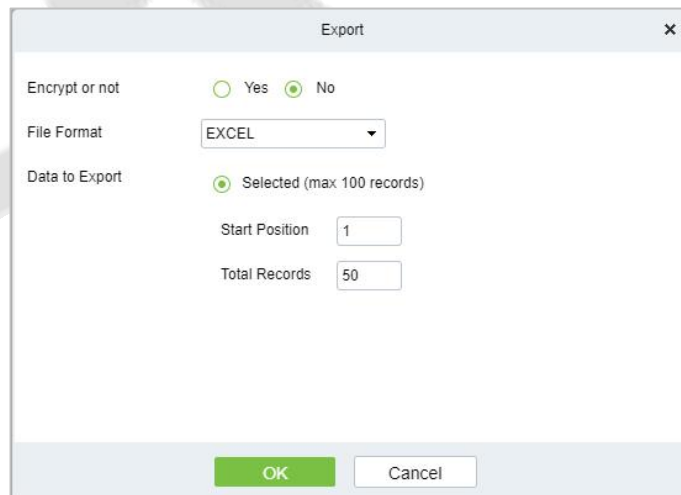 Export
Encrypt or not Yes No
File Format EXCEL
Data to Export Selected (max 100 records)
Start Position 1
Total Records 50
OK Cancel